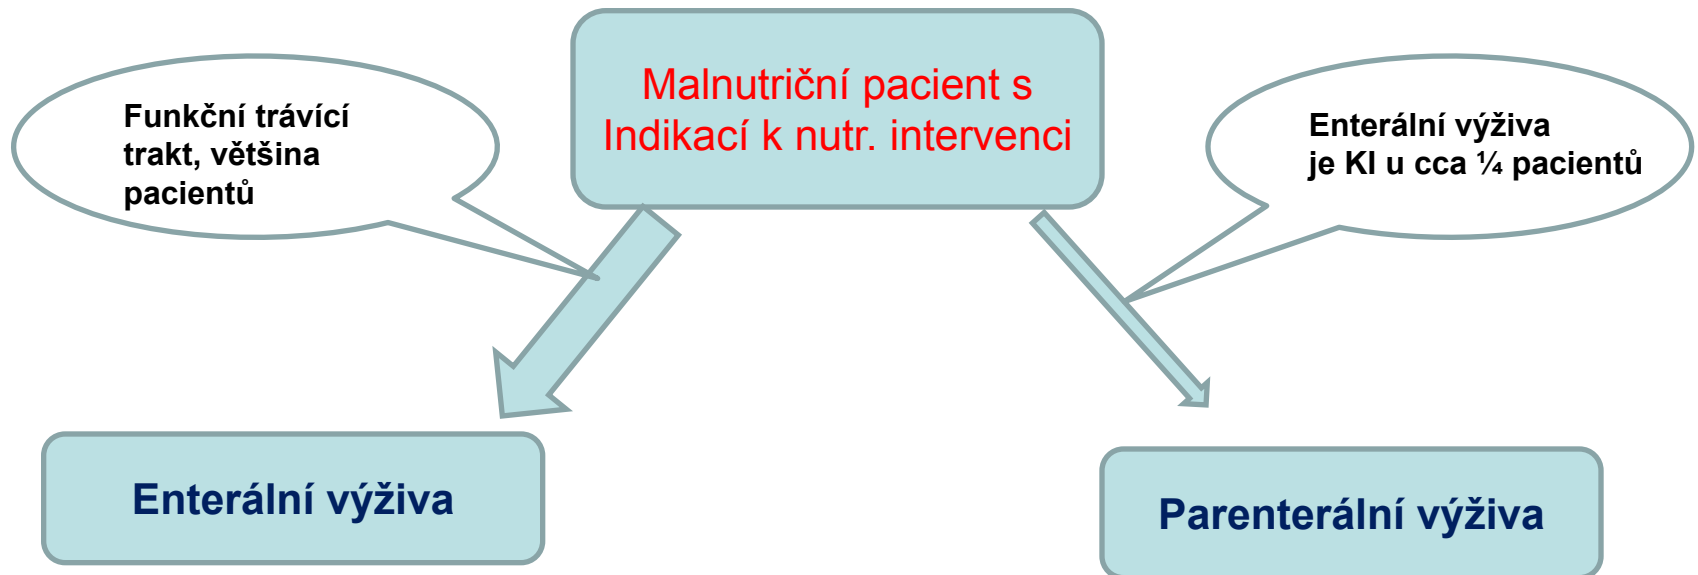 Malnutriční pacient s
Indikací k nutr. intervenci
Funkční trávící
trakt, většina
pacientů
Enterální výživa
je KI u cca ¼ pacientů
Enterální výživa
Parenterální výživa